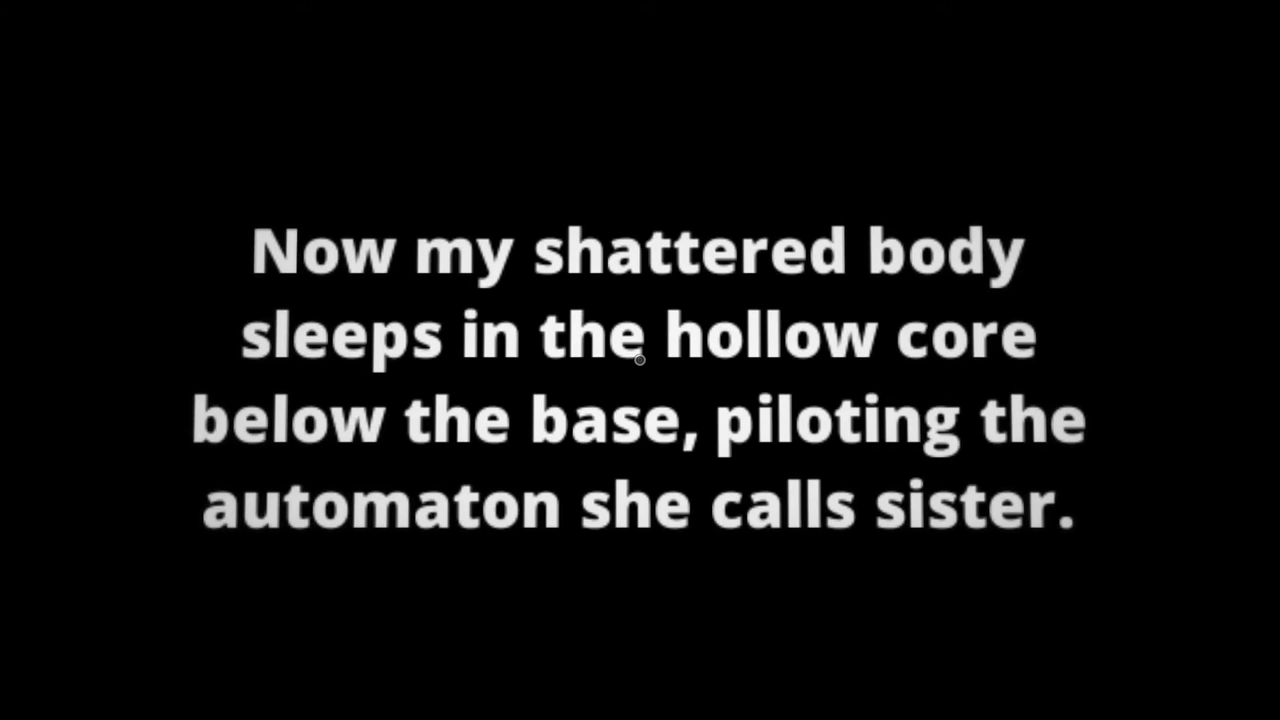 Now my shattered body
sleeps in the hollow core
below the base, piloting the
automaton she calls sister.